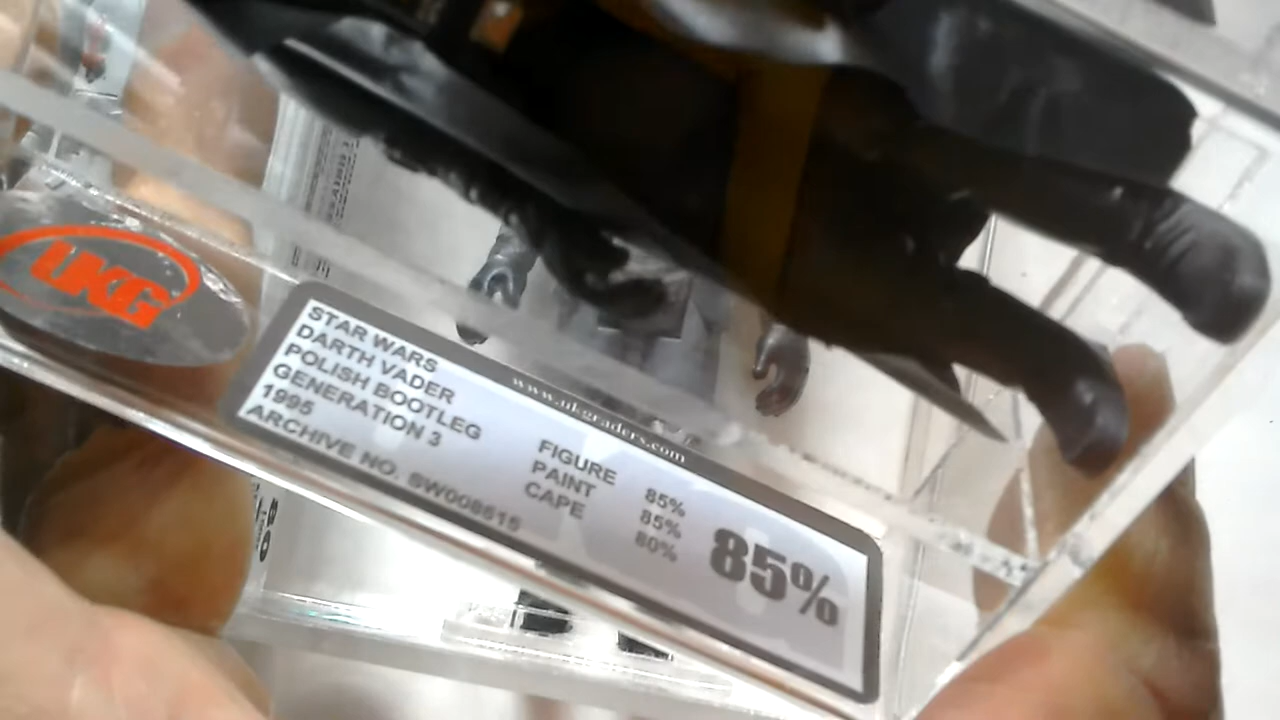 UKG
STAR WARS
DARTH VADER
POLISH BOOTLEG
GENERATION 3
1995
ARCHIVE NO. SW008515
www.ukgraders.com
FIGURE 85%
PAINT 85%
CAPE 80%
85%